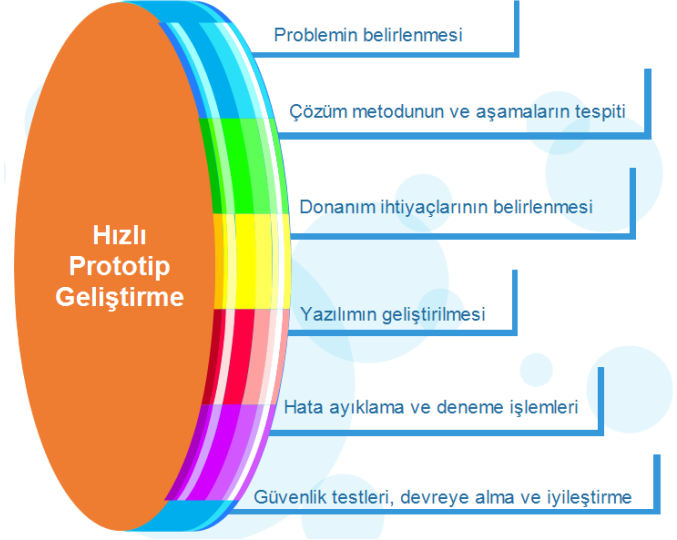 Hızlı
Prototip
Geliştirme
Problemin belirlenmesi
Çözüm metodunun ve aşamaların tespiti
Donanım ihtiyaçlarının belirlenmesi
Yazılımın geliştirilmesi
Hata ayıklama ve deneme işlemleri
Güvenlik testleri, devreye alma ve iyileştirme